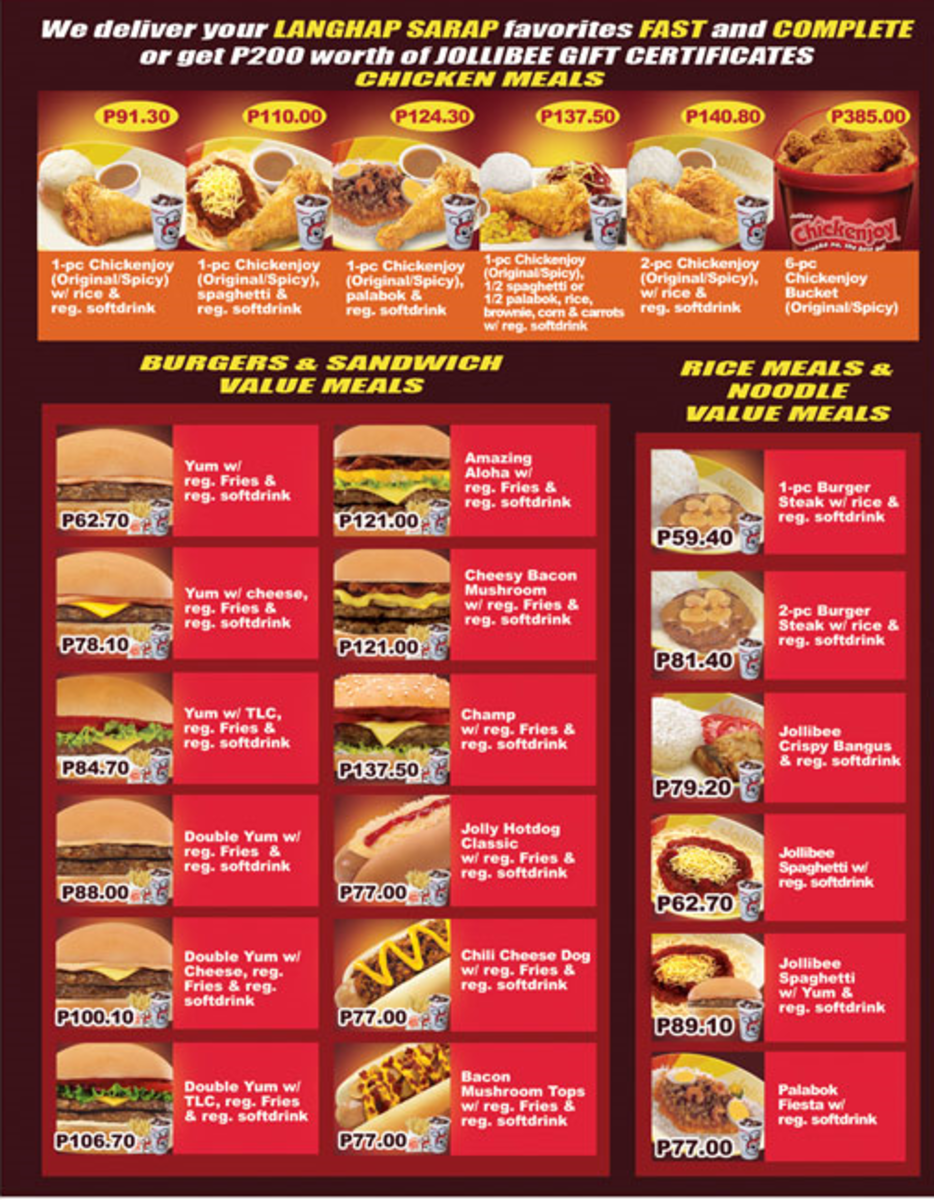 We deliver your LANGHAP SARAP favorites FAST and COMPLETE
or get P200 worth of JOLLIBEE GIFT CERTIFICATES
CHICKEN MEALS
P91.30
1-pc Chickenjoy
(Original/Spicy)
w/ rice &
reg. softdrink
P110.00
1-pc Chickenjoy
(Original/Spicy),
spaghetti &
reg. softdrink
P124.30
1-pc Chickenjoy
(Original/Spicy),
palabok &
reg. softdrink
P137.50
1-pc Chickenjoy
(Original/Spicy),
1/2 spaghetti or
1/2 palabok, rice,
brownie, corn & carrots
w/ reg. softdrink
P140.80
2-pc Chickenjoy
(Original/Spicy),
w/ rice &
reg. softdrink
P385.00
Chickenjoy
6-pc
Chickenjoy
Bucket
(Original/Spicy)
BURGERS & SANDWICH
VALUE MEALS
P62.70
Yum w/
reg. Fries &
reg. softdrink
P78.10
Yum w/ cheese,
reg. Fries &
reg. softdrink
P84.70
Yum w/ TLC,
reg. Fries &
reg. softdrink
P88.00
Double Yum w/
reg. Fries &
reg. softdrink
P100.10
Double Yum w/
Cheese, reg.
Fries & reg.
softdrink
P106.70
Double Yum w/
TLC, reg. Fries
& reg. softdrink
P121.00
Amazing
Aloha w/
reg. Fries &
reg. softdrink
P121.00
Cheesy Bacon
Mushroom
w/ reg. Fries &
reg. softdrink
P137.50
Champ
w/ reg. Fries &
reg. softdrink
P77.00
Jolly Hotdog
Classic
w/ reg. Fries &
reg. softdrink
P77.00
Chili Cheese Dog
w/ reg. Fries &
reg. softdrink
P77.00
Bacon
Mushroom Tops
w/ reg. Fries &
reg. softdrink
RICE MEALS &
NOODLE
VALUE MEALS
P59.40
1-pc Burger
Steak w/ rice &
reg. softdrink
P81.40
2-pc Burger
Steak w/ rice &
reg. softdrink
P79.20
Jollibee
Crispy Bangus
& reg. softdrink
P62.70
Jollibee
Spaghetti w/
reg. softdrink
P89.10
Jollibee
Spaghetti
w/ Yum &
reg. softdrink
P77.00
Palabok
Fiesta w/
reg. softdrink